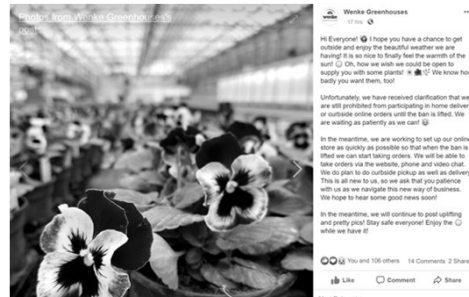 Photos from Wenke Greenhouses's
post
Wenke Greenhouses
17 hrs
Hi Everyone! I hope you have a chance to get
outside and enjoy the beautiful weather we are
having! It is so nice to finally feel the warmth of the
sun! Oh, how we wish we could be open to
supply you with some plants! We know how
badly you want them, too!
Unfortunately, we have received clarification that we
are still prohibited from participating in home deliver
or curbside online orders until the ban is lifted. We
are waiting as patiently as we can!
In the meantime, we are working to set up our online
store as quickly as possible so that when the ban is
lifted we can start taking orders. We will be able to
take orders via the website, phone and video chat.
We do plan to do curbside pickup as well as delivery
This is all new to us, so we ask that you patience
with us as we navigate this new way of business.
We hope to hear some good news soon!
In the meantime, we will continue to post uplifting
and pretty pics! Stay safe everyone! Enjoy the
while we have it!
You and 106 others 14 Comments 2 Share
Like Comment Share